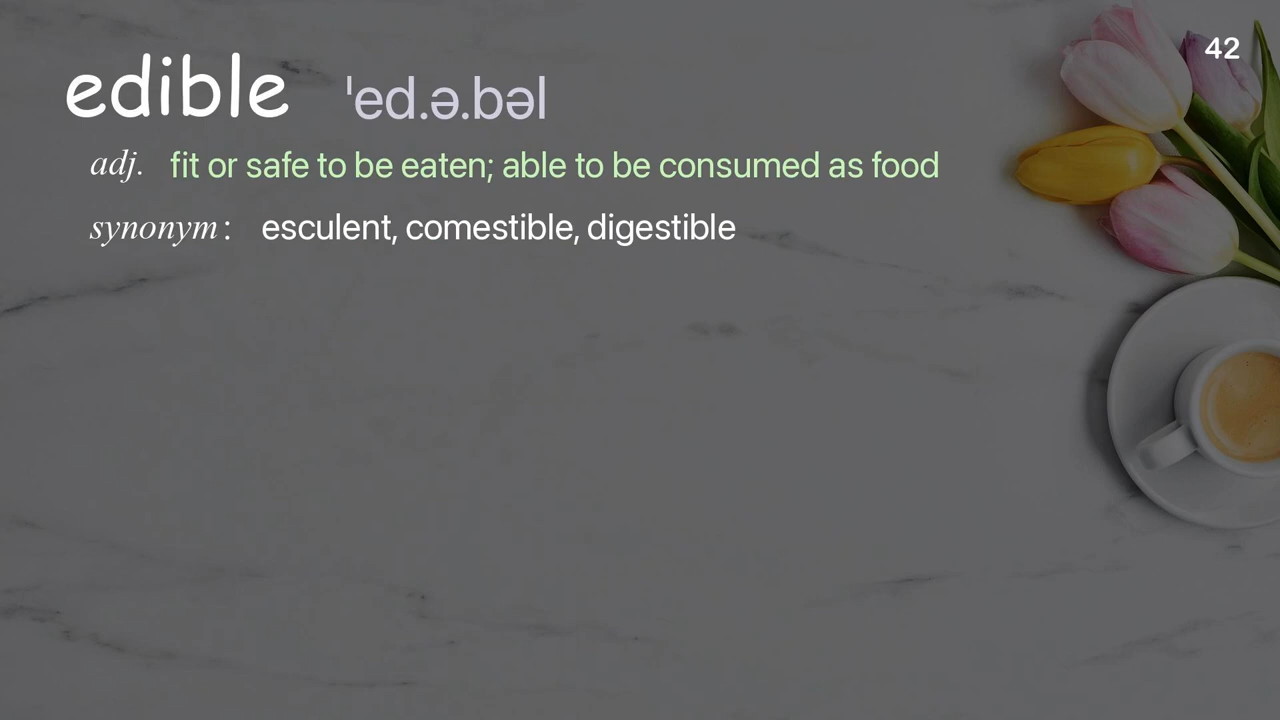 42
edible ˈed.ə.bəl
adj. fit or safe to be eaten; able to be consumed as food
synonym: esculent, comestible, digestible